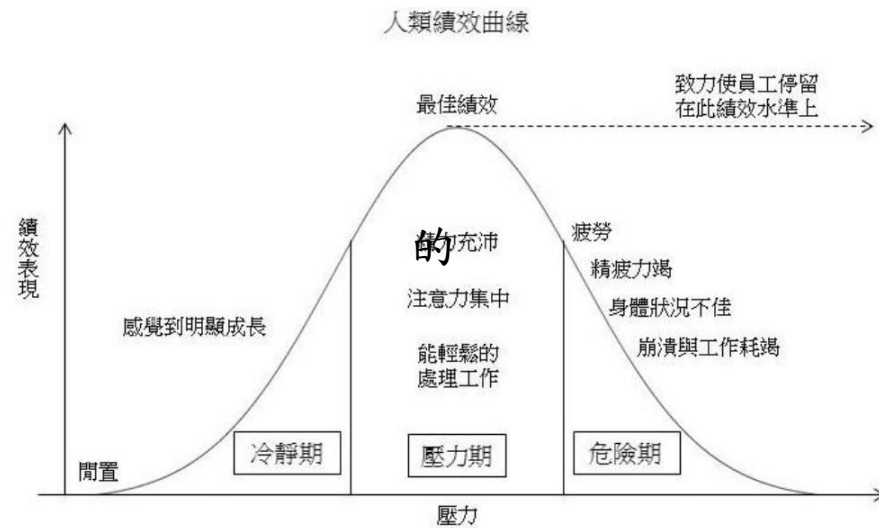 人類績效曲線
最佳績效
致力使員工停留
在此績效水準上
績效表現
的
精力充沛
注意力集中
能輕鬆的
處理工作
感覺到明顯成長
疲勞
精疲力竭
身體狀況不佳
崩潰與工作耗竭
閒置
冷靜期
壓力期
危險期
壓力